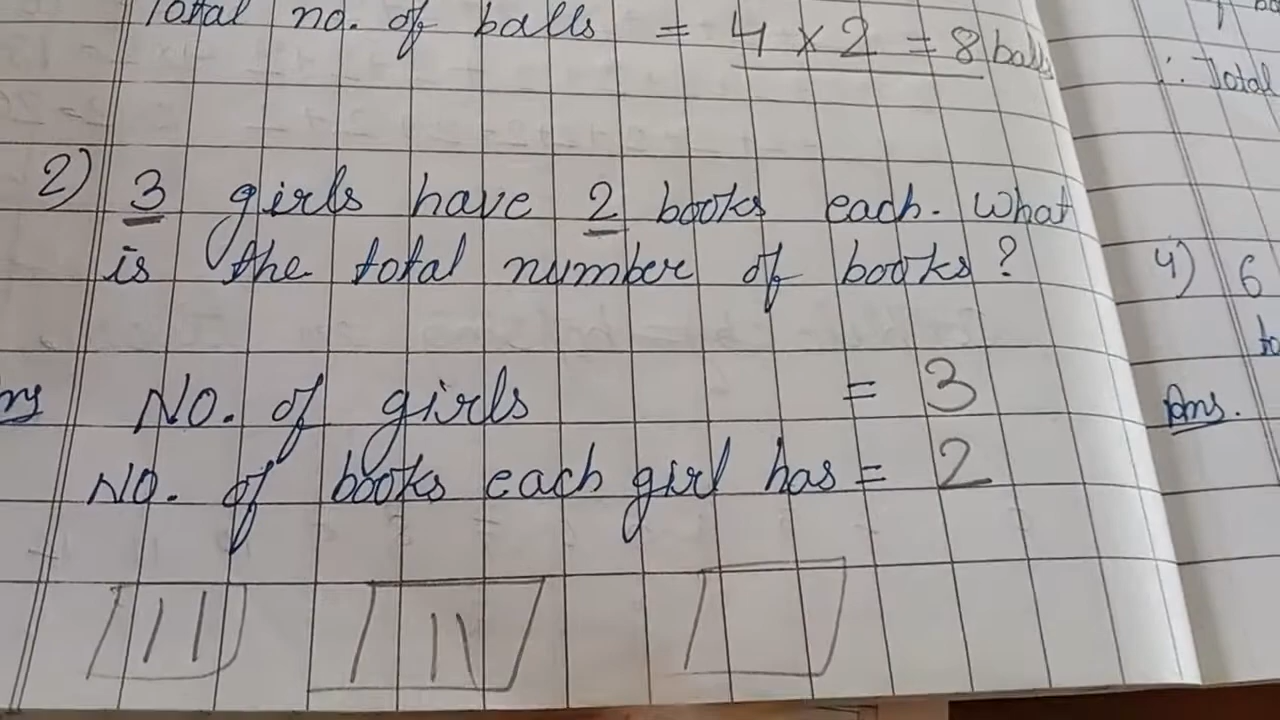 Total no. of balls = 4 × 2 = 8 balls
2) 3 girls have 2 books each. What
is the total number of books?
No. of girls = 3
No. of books each girl has = 2
∴ Total
4) 6
to
Ans.